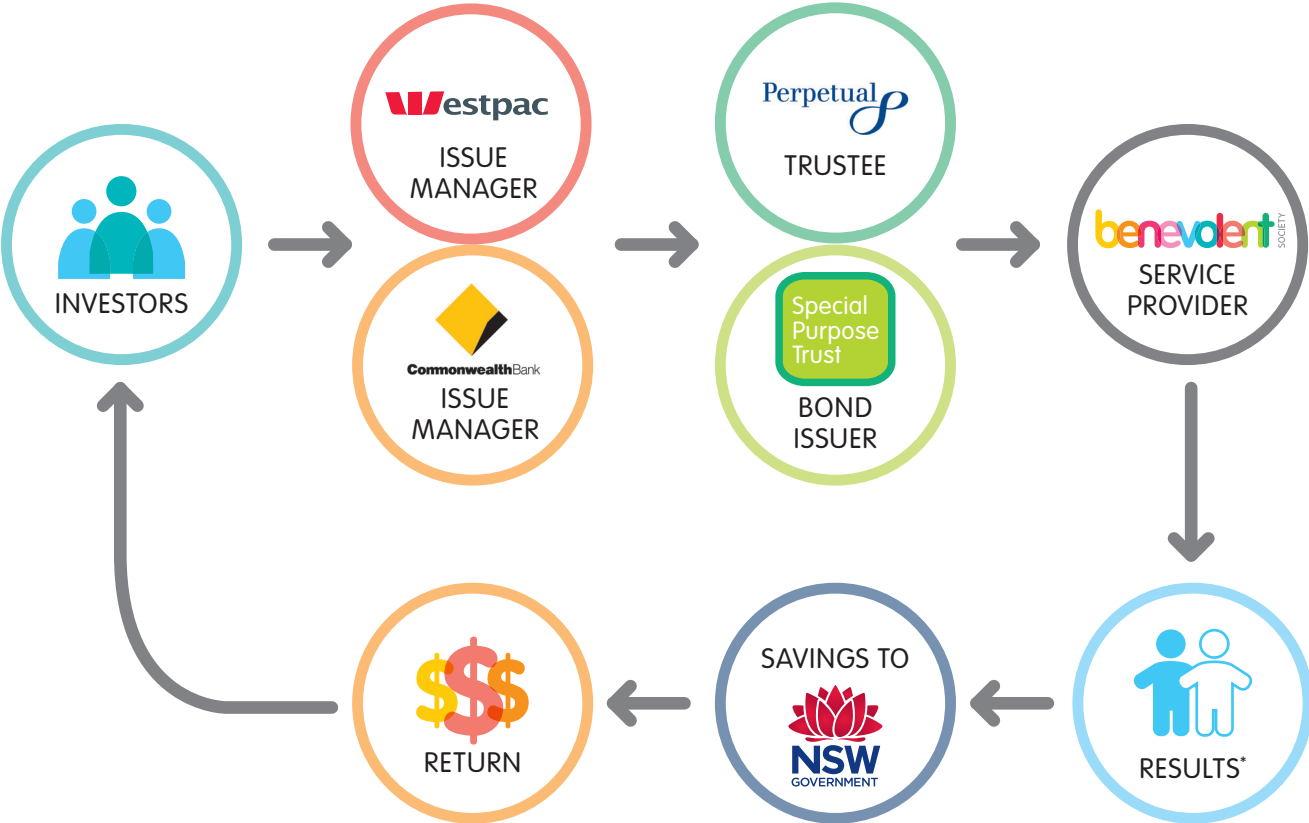 Westpac
ISSUE
MANAGER
Perpetual
TRUSTEE
benevolent
SOCIETY
SERVICE
PROVIDER
INVESTORS
CommonwealthBank
ISSUE
MANAGER
Special
Purpose
Trust
BOND
ISSUER
$$$
RETURN
SAVINGS TO
NSW
GOVERNMENT
RESULTS*